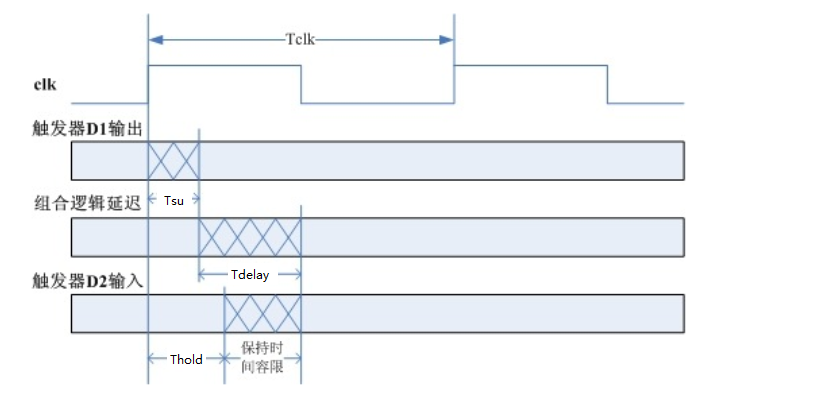 Tclk
clk
触发器D1输出
Tsu
组合逻辑延迟
Tdelay
触发器D2输入
Thold
保持时
间容限